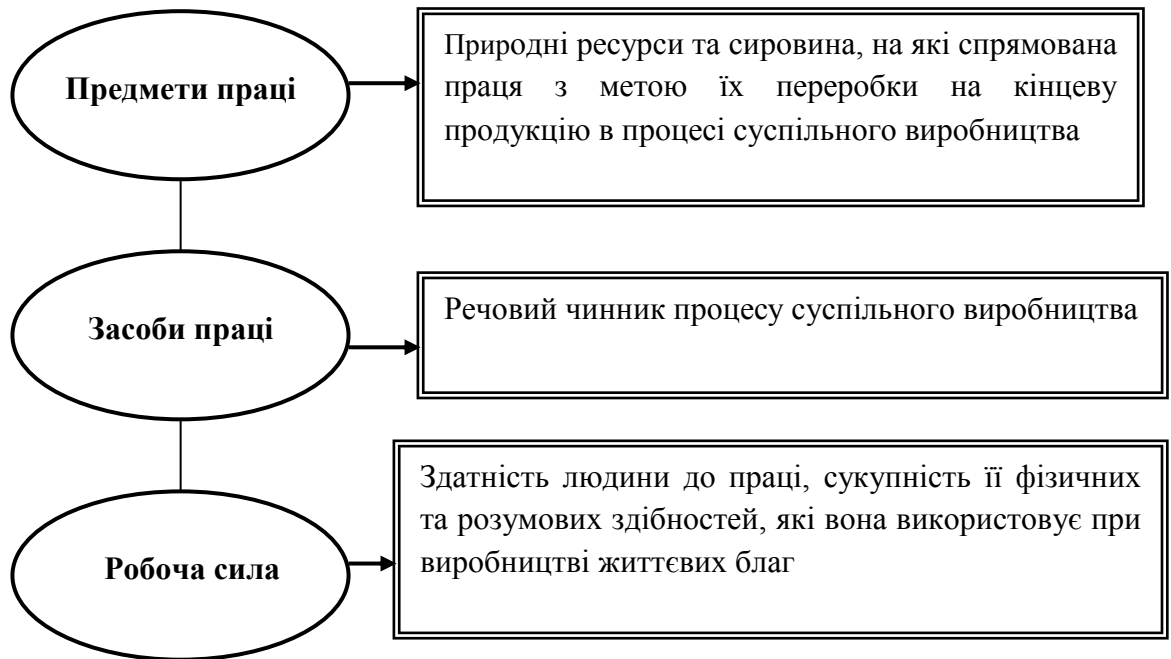 Предмети праці
Природні ресурси та сировина, на які спрямована
праця з метою їх переробки на кінцеву
продукцію в процесі суспільного виробництва
Засоби праці
Речовий чинник процесу суспільного виробництва
Робоча сила
Здатність людини до праці, сукупність її фізичних
та розумових здібностей, які вона використовує при
виробництві життєвих благ